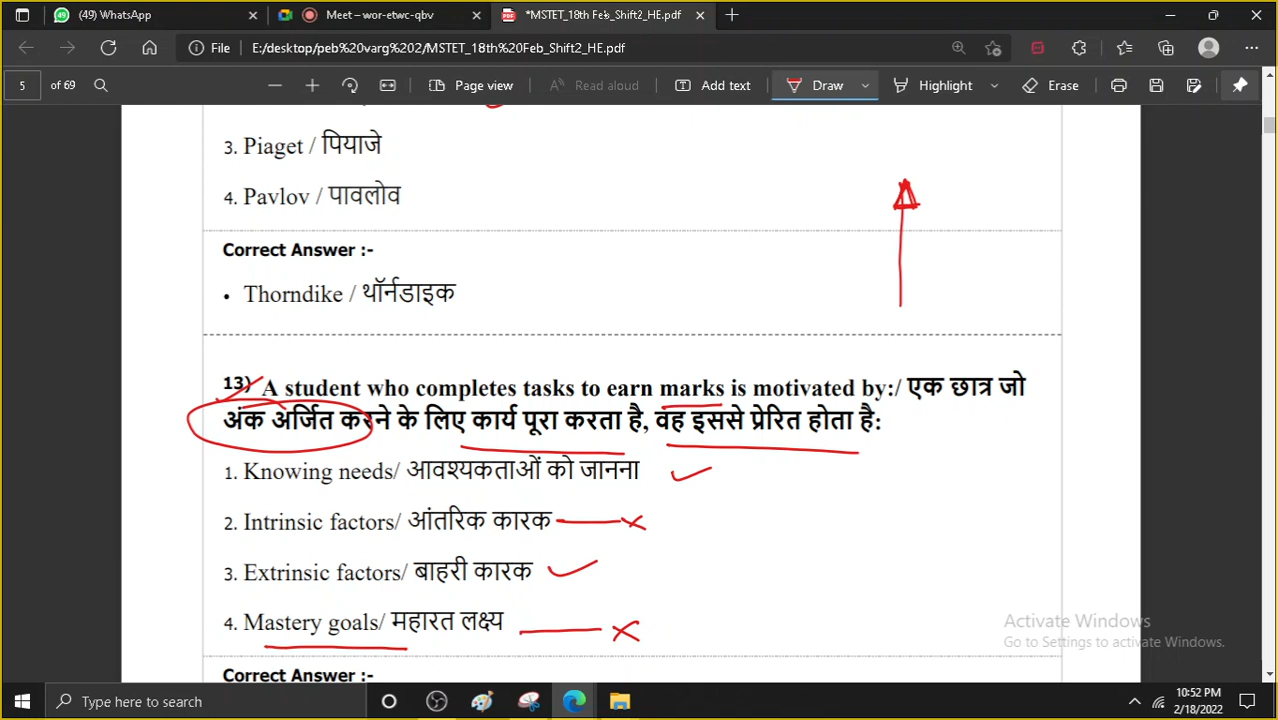 (49) WhatsApp
Meet – wor-etwc-qbv
*MSTET_18th Feb_Shift2_HE.pdf
File
E:/desktop/peb%20varg%202/MSTET_18th%20Feb_Shift2_HE.pdf
5 of 69
Page view
Read aloud
Add text
Draw
Highlight
Erase
3. Piaget / पियाजे
4. Pavlov / पावलोव
Correct Answer :-
• Thorndike / थॉर्नडाइक
13) A student who completes tasks to earn marks is motivated by:/ एक छात्र जो
अंक अर्जित करने के लिए कार्य पूरा करता है, वह इससे प्रेरित होता है:
1. Knowing needs/ आवश्यकताओं को जानना
2. Intrinsic factors/ आंतरिक कारक
3. Extrinsic factors/ बाहरी कारक
4. Mastery goals/ महारत लक्ष्य
Correct Answer :-
Activate Windows
Go to Settings to activate Windows.
Type here to search
10:52 PM
2/18/2022